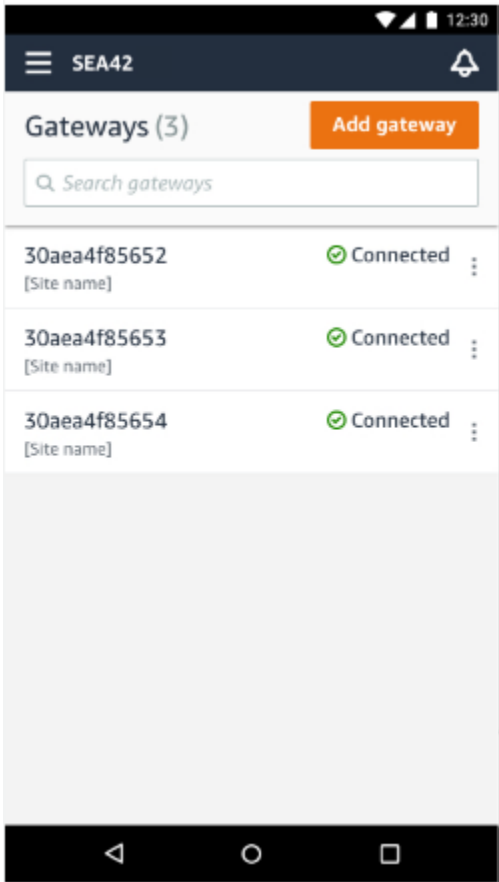 12:30
SEA42
Gateways (3)
Add gateway
Search gateways
30aea4f85652
Connected
[Site name]
30aea4f85653
Connected
[Site name]
30aea4f85654
Connected
[Site name]